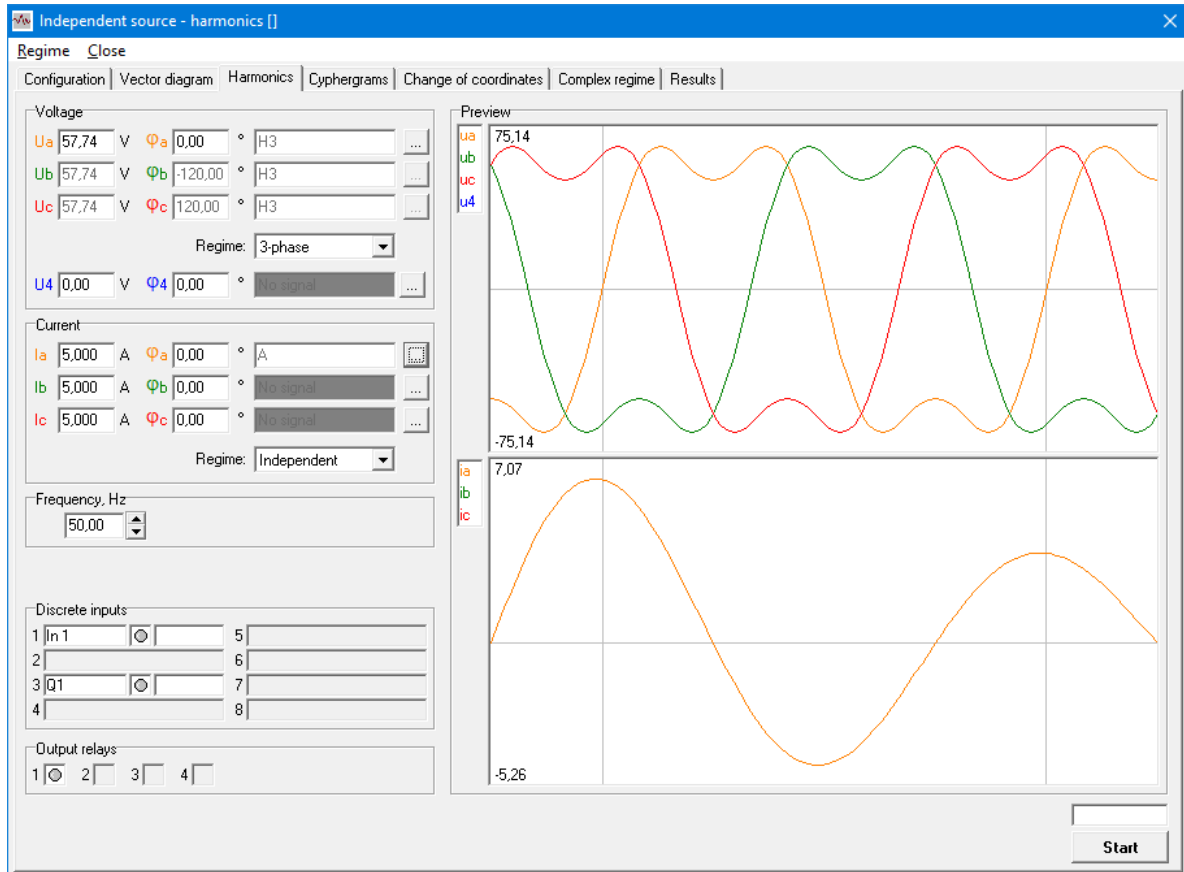 Independent source - harmonics []
Regime Close
Configuration Vector diagram Harmonics Cyphergrams Change of coordinates Complex regime Results
Voltage
Ua 57,74 V φa 0,00 ° H3 ...
Ub 57,74 V φb -120,00 ° H3 ...
Uc 57,74 V φc 120,00 ° H3 ...
Regime: 3-phase
U4 0,00 V φ4 0,00 ° No signal ...
Current
Ia 5,000 A φa 0,00 ° A ...
Ib 5,000 A φb 0,00 ° No signal ...
Ic 5,000 A φc 0,00 ° No signal ...
Regime: Independent
Frequency, Hz
50,00
Discrete inputs
1 In 1 5
2 6
3 Q1 7
4 8
Output relays
1 2 3 4
Preview
ua 75,14
ub
uc
u4
-75,14
ia 7,07
ib
ic
-5,26
Start